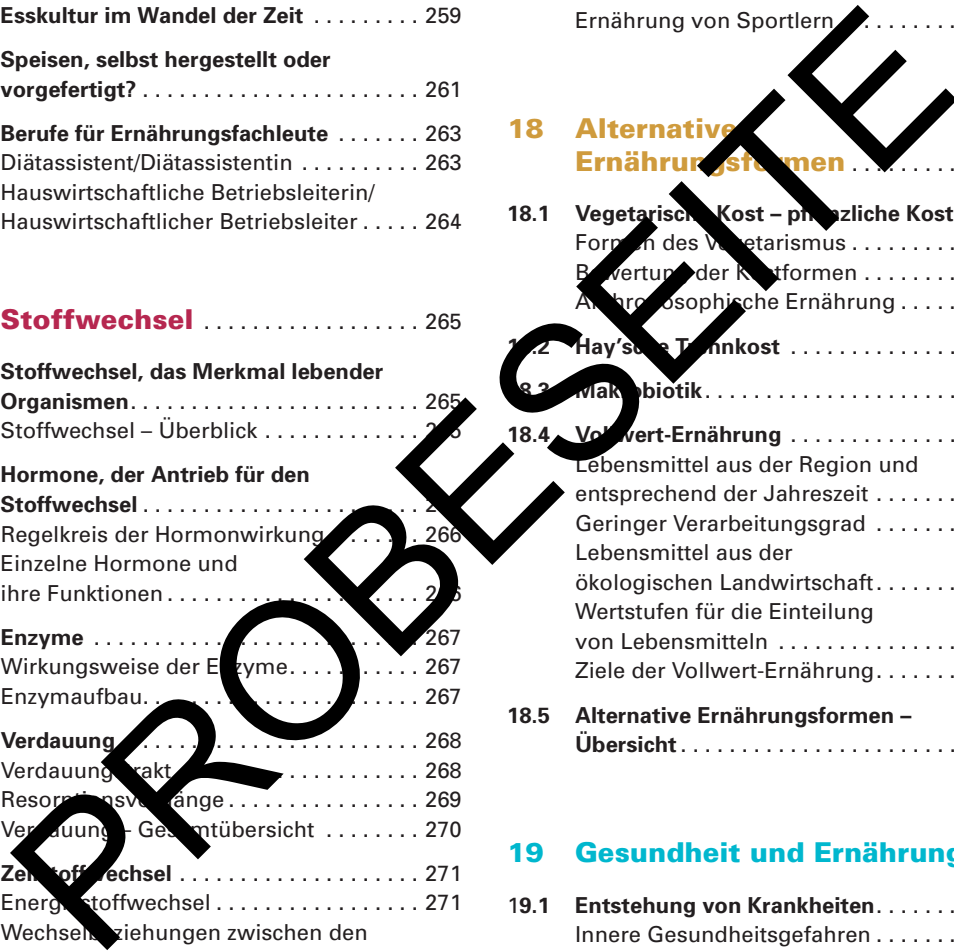 Esskultur im Wandel der Zeit . . . . . . . . . 259
Speisen, selbst hergestellt oder
vorgefertigt? . . . . . . . . . . . . . . . . . . . . . . . 261
Berufe für Ernährungsfachleute . . . . . . . 263
Diätassistent/Diätassistentin . . . . . . . . . . 263
Hauswirtschaftliche Betriebsleiterin/
Hauswirtschaftlicher Betriebsleiter . . . . . 264
Stoffwechsel . . . . . . . . . . . . . . . . . . 265
Stoffwechsel, das Merkmal lebender
Organismen. . . . . . . . . . . . . . . . . . . . . . . . 265
Stoffwechsel – Überblick . . . . . . . . . . . . .
Hormone, der Antrieb für den
Stoffwechsel . . . . . . . . . . . . . . . . . . . . . . .
Regelkreis der Hormonwirkung . . . . . . . 266
Einzelne Hormone und
ihre Funktionen . . . . . . . . . . . . . . . . . . . . .
Enzyme . . . . . . . . . . . . . . . . . . . . . . . . . . . 267
Wirkungsweise der Enzyme. . . . . . . . . . . 267
Enzymaufbau. . . . . . . . . . . . . . . . . . . . . . . 267
Verdauung . . . . . . . . . . . . . . . . . . . . . . . . . 268
Verdauungstrakt . . . . . . . . . . . . . . . . . . . . 268
Resorptionsvorgänge . . . . . . . . . . . . . . . . 269
Verdauung – Gesamtübersicht . . . . . . . . 270
Zellstoffwechsel . . . . . . . . . . . . . . . . . . . . 271
Energiestoffwechsel . . . . . . . . . . . . . . . . . 271
Wechselbeziehungen zwischen den
Ernährung von Sportlern . . . . . . . . .
18 Alternative
Ernährungsformen . . . . . . . . .
18.1 Vegetarische Kost – pflanzliche Kost
Formen des Vegetarismus . . . . . . . . .
Bewertung der Kostformen . . . . . . . .
Anthroposophische Ernährung . . . . .
18.2 Hay'sche Trennkost . . . . . . . . . . . . . .
18.3 Makrobiotik. . . . . . . . . . . . . . . . . . . . .
18.4 Vollwert-Ernährung . . . . . . . . . . . . . .
Lebensmittel aus der Region und
entsprechend der Jahreszeit . . . . . . .
Geringer Verarbeitungsgrad . . . . . . .
Lebensmittel aus der
ökologischen Landwirtschaft. . . . . . .
Wertstufen für die Einteilung
von Lebensmitteln . . . . . . . . . . . . . . .
Ziele der Vollwert-Ernährung. . . . . . .
18.5 Alternative Ernährungsformen –
Übersicht . . . . . . . . . . . . . . . . . . . . . . .
19 Gesundheit und Ernährung
19.1 Entstehung von Krankheiten. . . . . . .
Innere Gesundheitsgefahren . . . . . . .
PROBESEITE